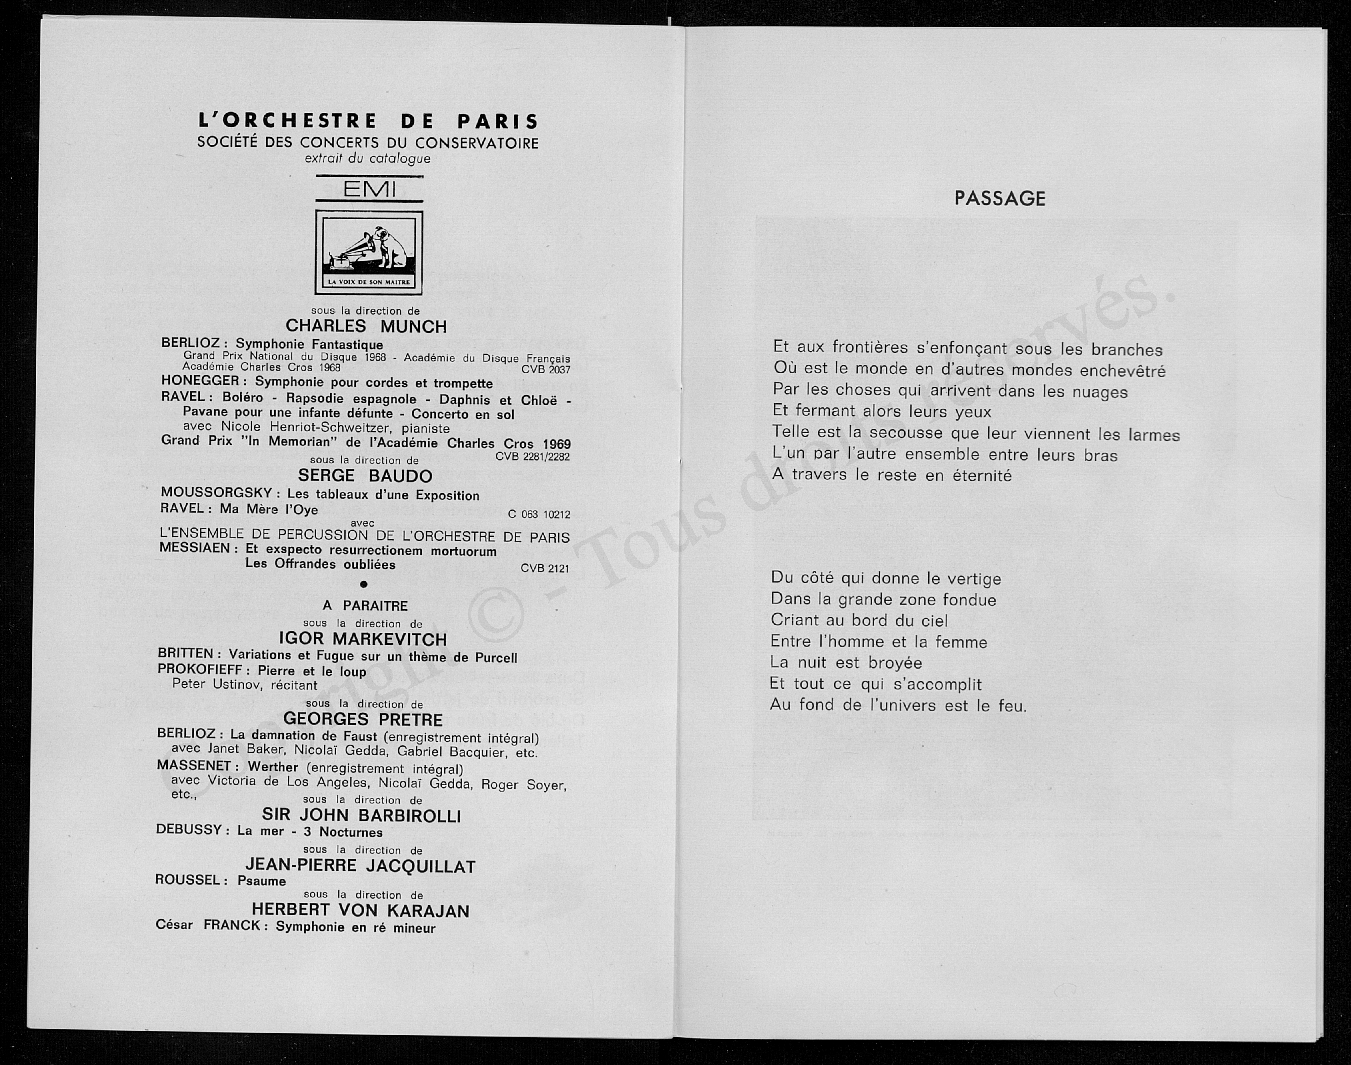 L'ORCHESTRE DE PARIS
SOCIÉTÉ DES CONCERTS DU CONSERVATOIRE
extrait du catalogue
EMI
LA VOIX DE SON MAITRE
sous la direction de
CHARLES MUNCH
BERLIOZ : Symphonie Fantastique
Grand Prix National du Disque 1968 - Académie du Disque Français
Académie Charles Cros 1968 CVB 2037
HONEGGER : Symphonie pour cordes et trompette
RAVEL : Boléro - Rapsodie espagnole - Daphnis et Chloë -
Pavane pour une infante défunte - Concerto en sol
avec Nicole Henriot-Schweitzer, pianiste
Grand Prix "In Memorian" de l'Académie Charles Cros 1969
sous la direction de CVB 2281/2282
SERGE BAUDO
MOUSSORGSKY : Les tableaux d'une Exposition
RAVEL : Ma Mère l'Oye C 063 10212
avec
L'ENSEMBLE DE PERCUSSION DE L'ORCHESTRE DE PARIS
MESSIAEN : Et exspecto resurrectionem mortuorum
Les Offrandes oubliées CVB 2121
●
A PARAITRE
sous la direction de
IGOR MARKEVITCH
BRITTEN : Variations et Fugue sur un thème de Purcell
PROKOFIEFF : Pierre et le loup
Peter Ustinov, récitant
sous la direction de
GEORGES PRETRE
BERLIOZ : La damnation de Faust (enregistrement intégral)
avec Janet Baker, Nicolaï Gedda, Gabriel Bacquier, etc.
MASSENET : Werther (enregistrement intégral)
avec Victoria de Los Angeles, Nicolaï Gedda, Roger Soyer,
etc.,
sous la direction de
SIR JOHN BARBIROLLI
DEBUSSY : La mer - 3 Nocturnes
sous la direction de
JEAN-PIERRE JACQUILLAT
ROUSSEL : Psaume
sous la direction de
HERBERT VON KARAJAN
César FRANCK : Symphonie en ré mineur
PASSAGE
Et aux frontières s'enfonçant sous les branches
Où est le monde en d'autres mondes enchevêtré
Par les choses qui arrivent dans les nuages
Et fermant alors leurs yeux
Telle est la secousse que leur viennent les larmes
L'un par l'autre ensemble entre leurs bras
A travers le reste en éternité
Du côté qui donne le vertige
Dans la grande zone fondue
Criant au bord du ciel
Entre l'homme et la femme
La nuit est broyée
Et tout ce qui s'accomplit
Au fond de l'univers est le feu.
Copyright © - Tous droits réservés.